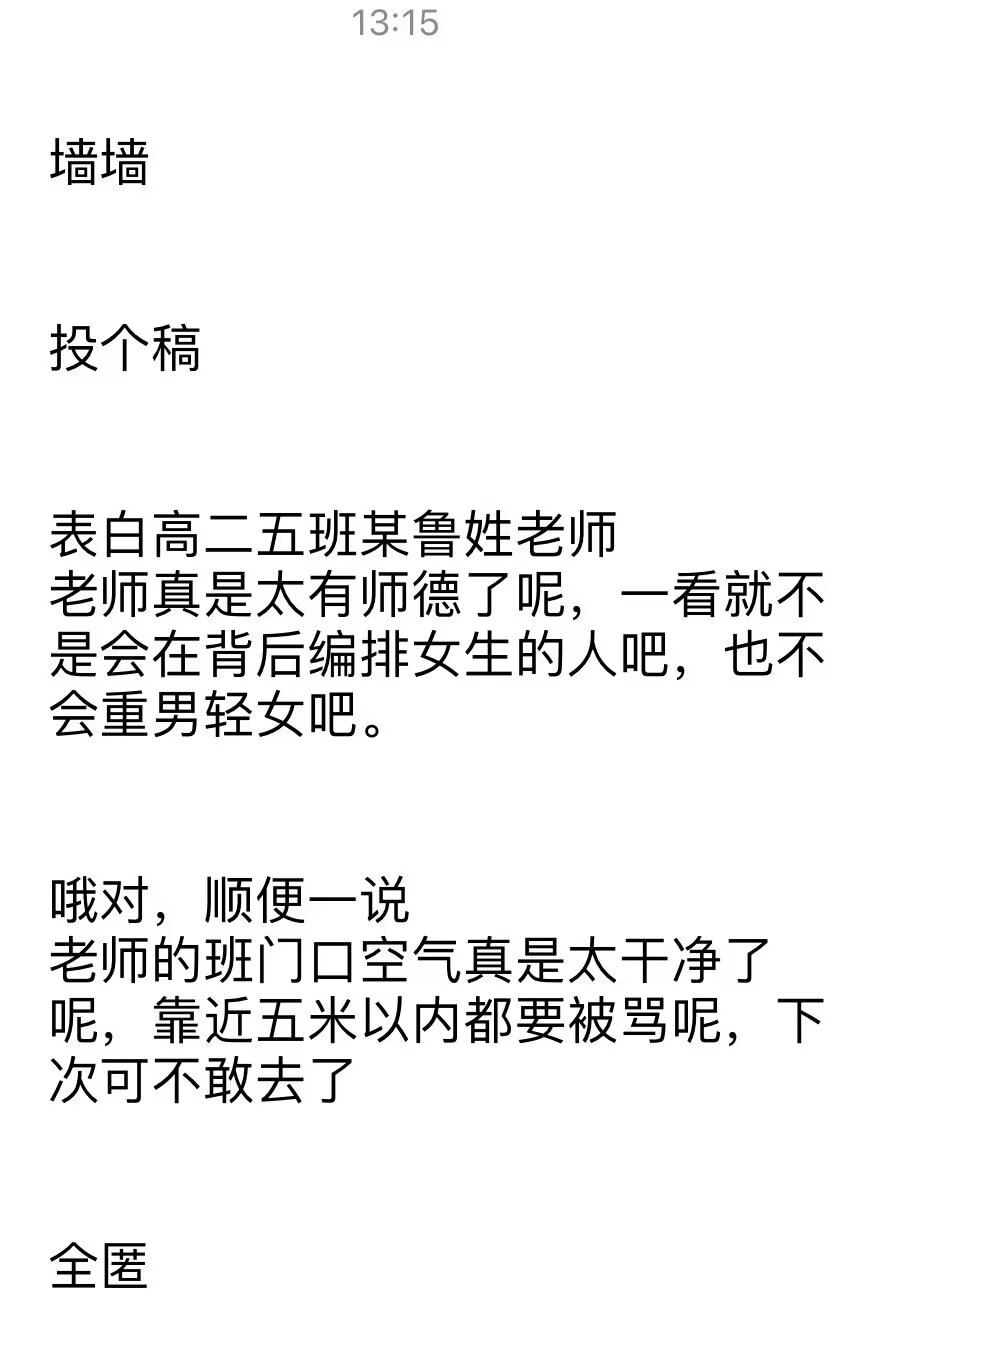 13:15
墙墙
投个稿
表白高二五班某鲁姓老师
老师真是太有师德了呢，一看就不
是会在背后编排女生的人吧，也不
会重男轻女吧。
哦对，顺便一说
老师的班门口空气真是太干净了
呢，靠近五米以内都要被骂呢，下
次可不敢去了
全匿